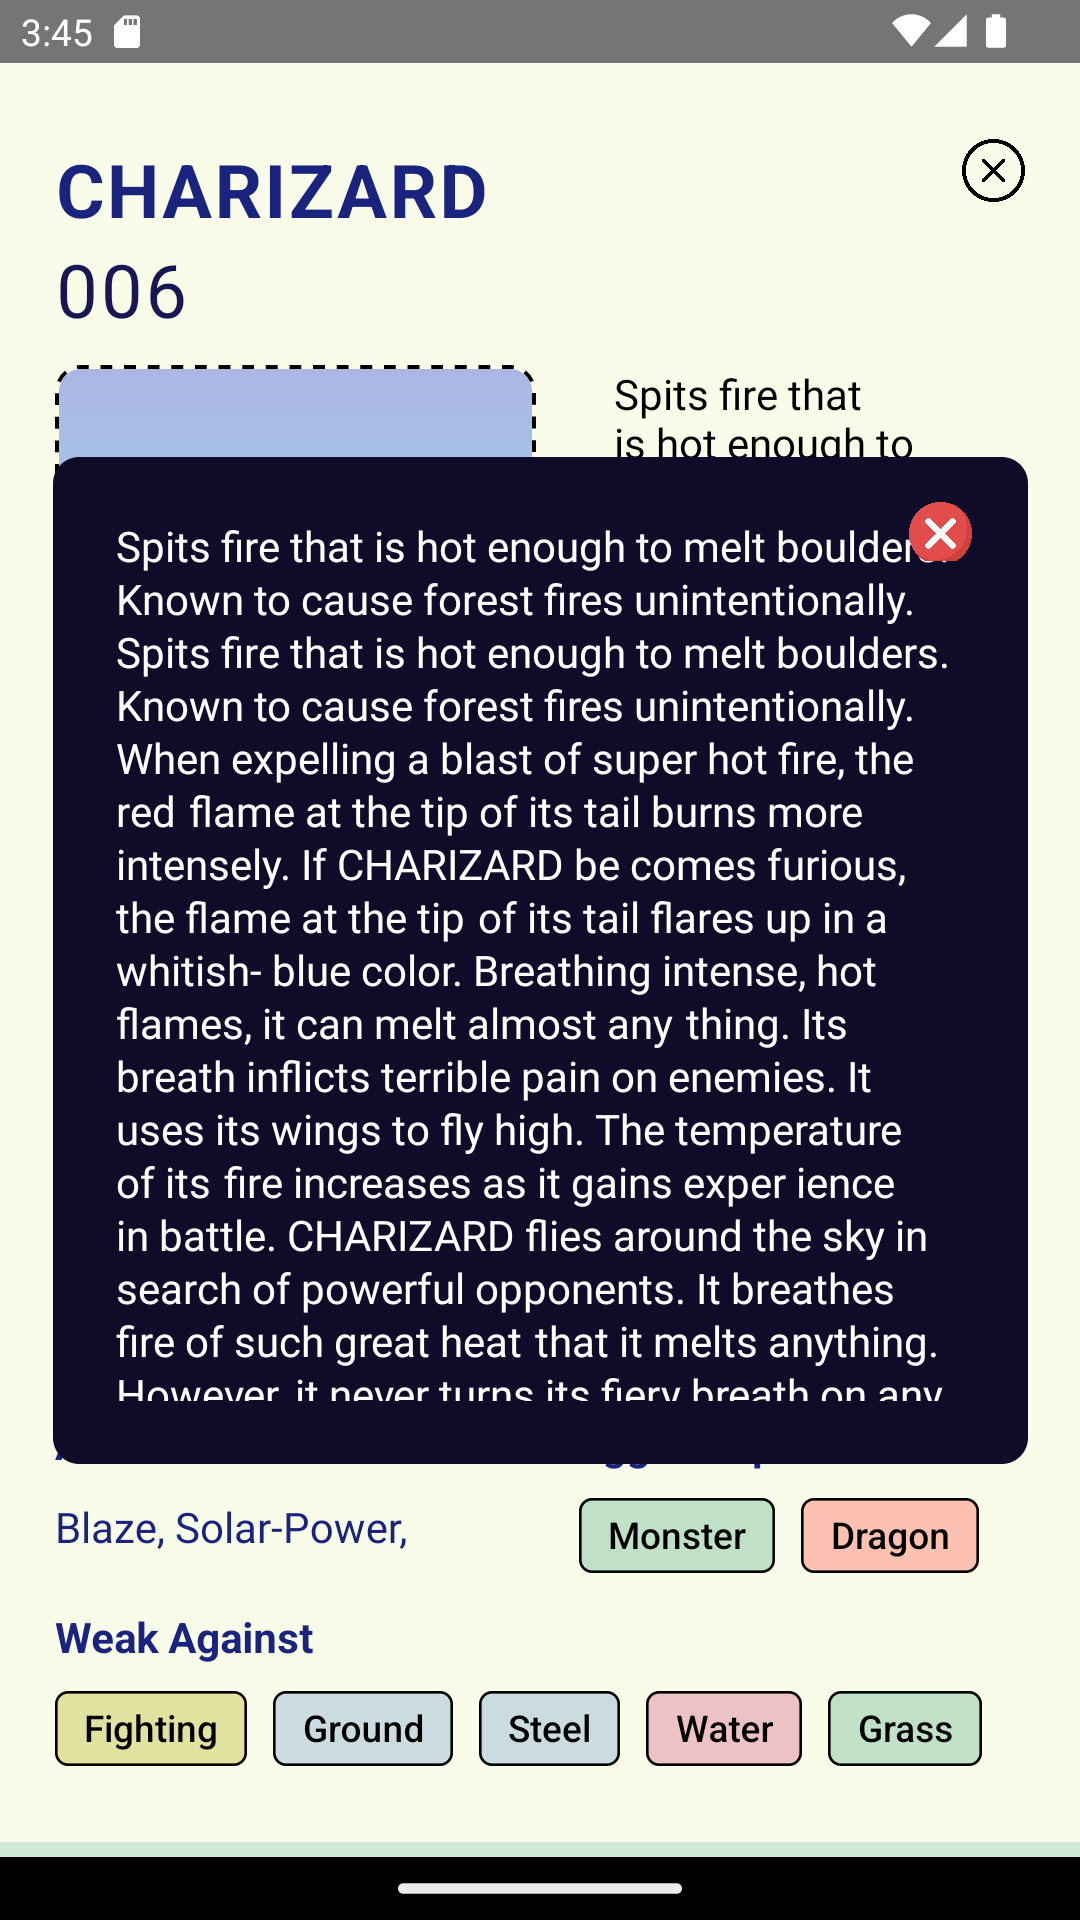 3:45
CHARIZARD
006
Spits fire that
is hot enough to
Spits fire that is hot enough to melt boulders.
Known to cause forest fires unintentionally.
Spits fire that is hot enough to melt boulders.
Known to cause forest fires unintentionally.
When expelling a blast of super hot fire, the
red flame at the tip of its tail burns more
intensely. If CHARIZARD be comes furious,
the flame at the tip of its tail flares up in a
whitish- blue color. Breathing intense, hot
flames, it can melt almost any thing. Its
breath inflicts terrible pain on enemies. It
uses its wings to fly high. The temperature
of its fire increases as it gains exper ience
in battle. CHARIZARD flies around the sky in
search of powerful opponents. It breathes
fire of such great heat that it melts anything.
However, it never turns its fiery breath on any
Blaze, Solar-Power,
Monster
Dragon
Weak Against
Fighting
Ground
Steel
Water
Grass